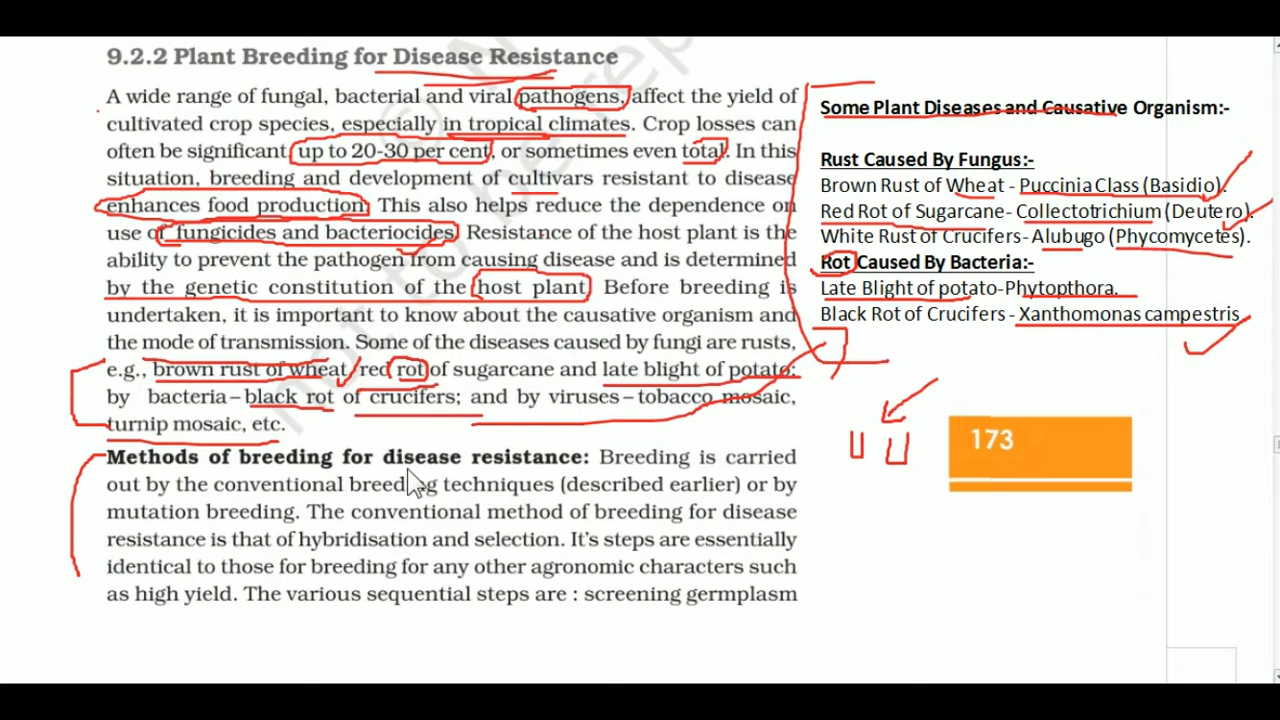 9.2.2 Plant Breeding for Disease Resistance
A wide range of fungal, bacterial and viral pathogens, affect the yield of
cultivated crop species, especially in tropical climates. Crop losses can
often be significant, up to 20-30 per cent, or sometimes even total. In this
situation, breeding and development of cultivars resistant to disease
enhances food production. This also helps reduce the dependence on
use of fungicides and bacteriocides. Resistance of the host plant is the
ability to prevent the pathogen from causing disease and is determined
by the genetic constitution of the host plant. Before breeding is
undertaken, it is important to know about the causative organism and
the mode of transmission. Some of the diseases caused by fungi are rusts,
e.g., brown rust of wheat, red rot of sugarcane and late blight of potato;
by bacteria – black rot of crucifers; and by viruses – tobacco mosaic,
turnip mosaic, etc.
Methods of breeding for disease resistance: Breeding is carried
out by the conventional breeding techniques (described earlier) or by
mutation breeding. The conventional method of breeding for disease
resistance is that of hybridisation and selection. It's steps are essentially
identical to those for breeding for any other agronomic characters such
as high yield. The various sequential steps are : screening germplasm
Some Plant Diseases and Causative Organism:-
Rust Caused By Fungus:-
Brown Rust of Wheat - Puccinia Class (Basidio).
Red Rot of Sugarcane- Collectotrichium (Deutero).
White Rust of Crucifers- Alubugo (Phycomycetes).
Rot Caused By Bacteria:-
Late Blight of potato-Phytopthora.
Black Rot of Crucifers - Xanthomonas campestris.
173
not to be rep
© N